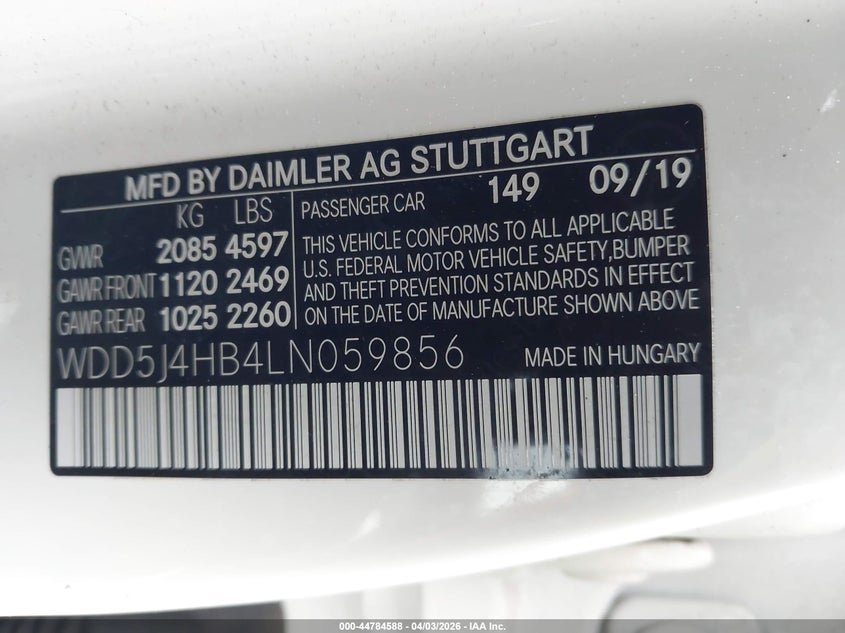 MFD BY DAIMLER AG STUTTGART
KG LBS
GVWR 2085 4597
GAWR FRONT 1120 2469
GAWR REAR 1025 2260
PASSENGER CAR 149 09/19
THIS VEHICLE CONFORMS TO ALL APPLICABLE
U.S. FEDERAL MOTOR VEHICLE SAFETY,BUMPER
AND THEFT PREVENTION STANDARDS IN EFFECT
ON THE DATE OF MANUFACTURE SHOWN ABOVE
WDD5J4HB4LN059856 MADE IN HUNGARY
000-44784588 | 04/03/2026 - IAA Inc.